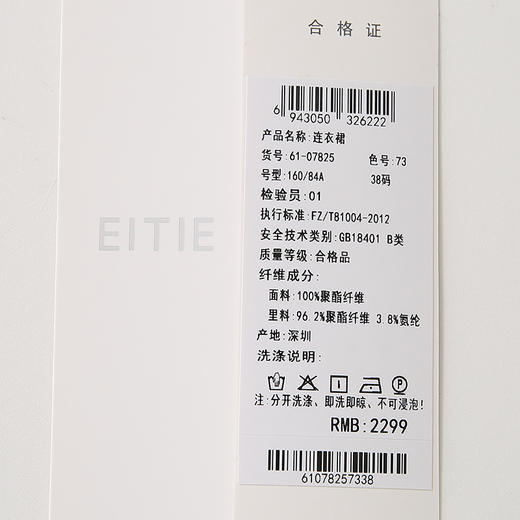 合格证
6 943050 326222
产品名称:连衣裙
货号:61-07825 色号:73
号型:160/84A 38码
检验员:01
执行标准:FZ/T81004-2012
安全技术类别:GB18401 B类
质量等级:合格品
纤维成分:
面料:100%聚酯纤维
里料:96.2%聚酯纤维 3.8%氨纶
产地:深圳
洗涤说明:
P
注:分开洗涤、即洗即晾、不可浸泡!
RMB:2299
61078257338
EITIE